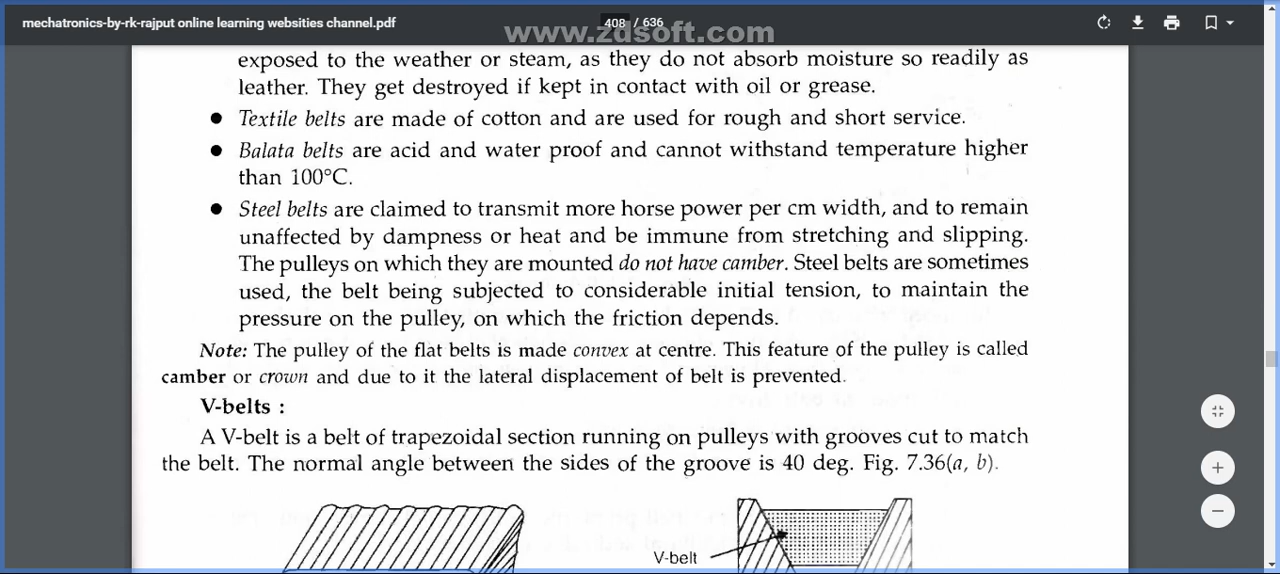 mechatronics-by-rk-rajput online learning websities channel.pdf
408 / 636
www.zdsoft.com
exposed to the weather or steam, as they do not absorb moisture so readily as
leather. They get destroyed if kept in contact with oil or grease.
● Textile belts are made of cotton and are used for rough and short service.
● Balata belts are acid and water proof and cannot withstand temperature higher
than 100°C.
● Steel belts are claimed to transmit more horse power per cm width, and to remain
unaffected by dampness or heat and be immune from stretching and slipping.
The pulleys on which they are mounted do not have camber. Steel belts are sometimes
used, the belt being subjected to considerable initial tension, to maintain the
pressure on the pulley, on which the friction depends.
Note: The pulley of the flat belts is made convex at centre. This feature of the pulley is called
camber or crown and due to it the lateral displacement of belt is prevented.
V-belts :
A V-belt is a belt of trapezoidal section running on pulleys with grooves cut to match
the belt. The normal angle between the sides of the groove is 40 deg. Fig. 7.36(a, b).
V-belt